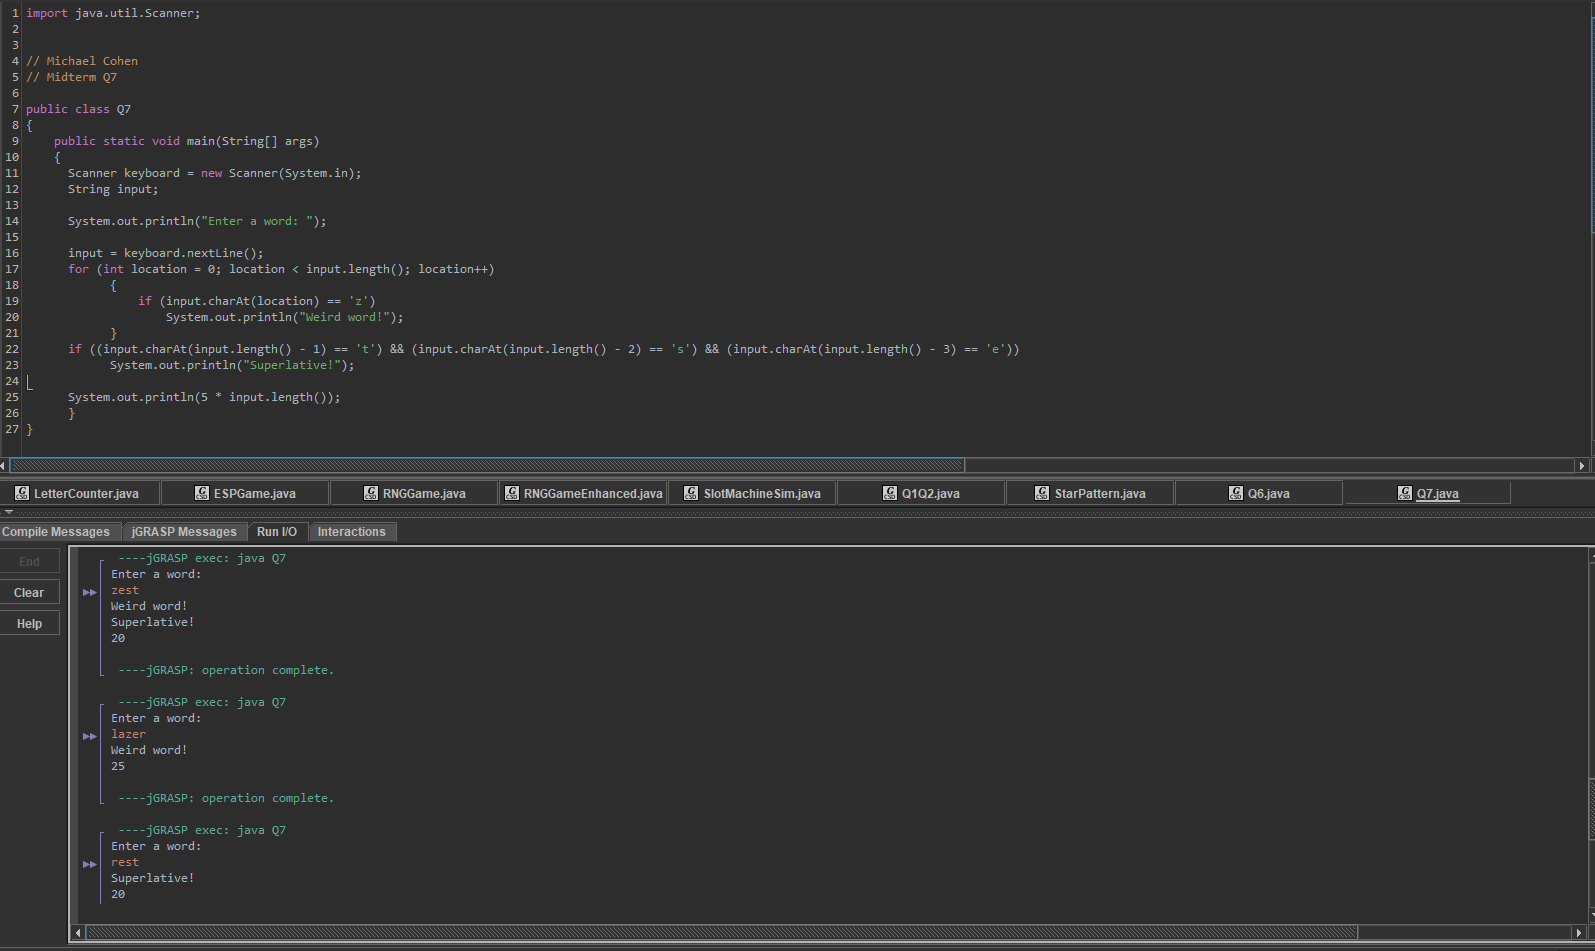 1 import java.util.Scanner;
2
3
4 // Michael Cohen
5 // Midterm Q7
6
7 public class Q7
8 {
9 public static void main(String[] args)
10 {
11 Scanner keyboard = new Scanner(System.in);
12 String input;
13
14 System.out.println("Enter a word: ");
15
16 input = keyboard.nextLine();
17 for (int location = 0; location < input.length(); location++)
18 {
19 if (input.charAt(location) == 'z')
20 System.out.println("Weird word!");
21 }
22 if ((input.charAt(input.length() - 1) == 't') && (input.charAt(input.length() - 2) == 's') && (input.charAt(input.length() - 3) == 'e'))
23 System.out.println("Superlative!");
24
25 System.out.println(5 * input.length());
26 }
27 }
LetterCounter.java ESPGame.java RNGGame.java RNGGameEnhanced.java SlotMachineSim.java Q1Q2.java StarPattern.java Q6.java Q7.java
Compile Messages jGRASP Messages Run I/O Interactions
End
Clear
Help
----jGRASP exec: java Q7
Enter a word:
zest
Weird word!
Superlative!
20
----jGRASP: operation complete.
----jGRASP exec: java Q7
Enter a word:
lazer
Weird word!
25
----jGRASP: operation complete.
----jGRASP exec: java Q7
Enter a word:
rest
Superlative!
20